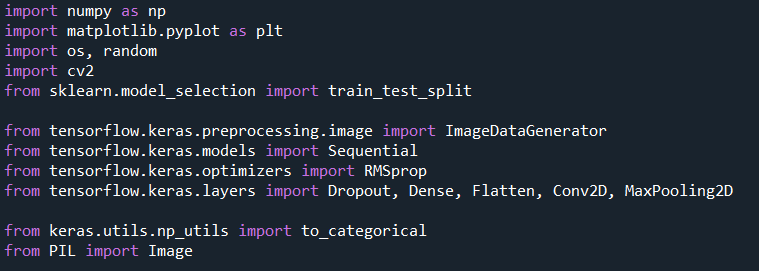 import numpy as np
import matplotlib.pyplot as plt
import os, random
import cv2
from sklearn.model_selection import train_test_split
from tensorflow.keras.preprocessing.image import ImageDataGenerator
from tensorflow.keras.models import Sequential
from tensorflow.keras.optimizers import RMSprop
from tensorflow.keras.layers import Dropout, Dense, Flatten, Conv2D, MaxPooling2D
from keras.utils.np_utils import to_categorical
from PIL import Image